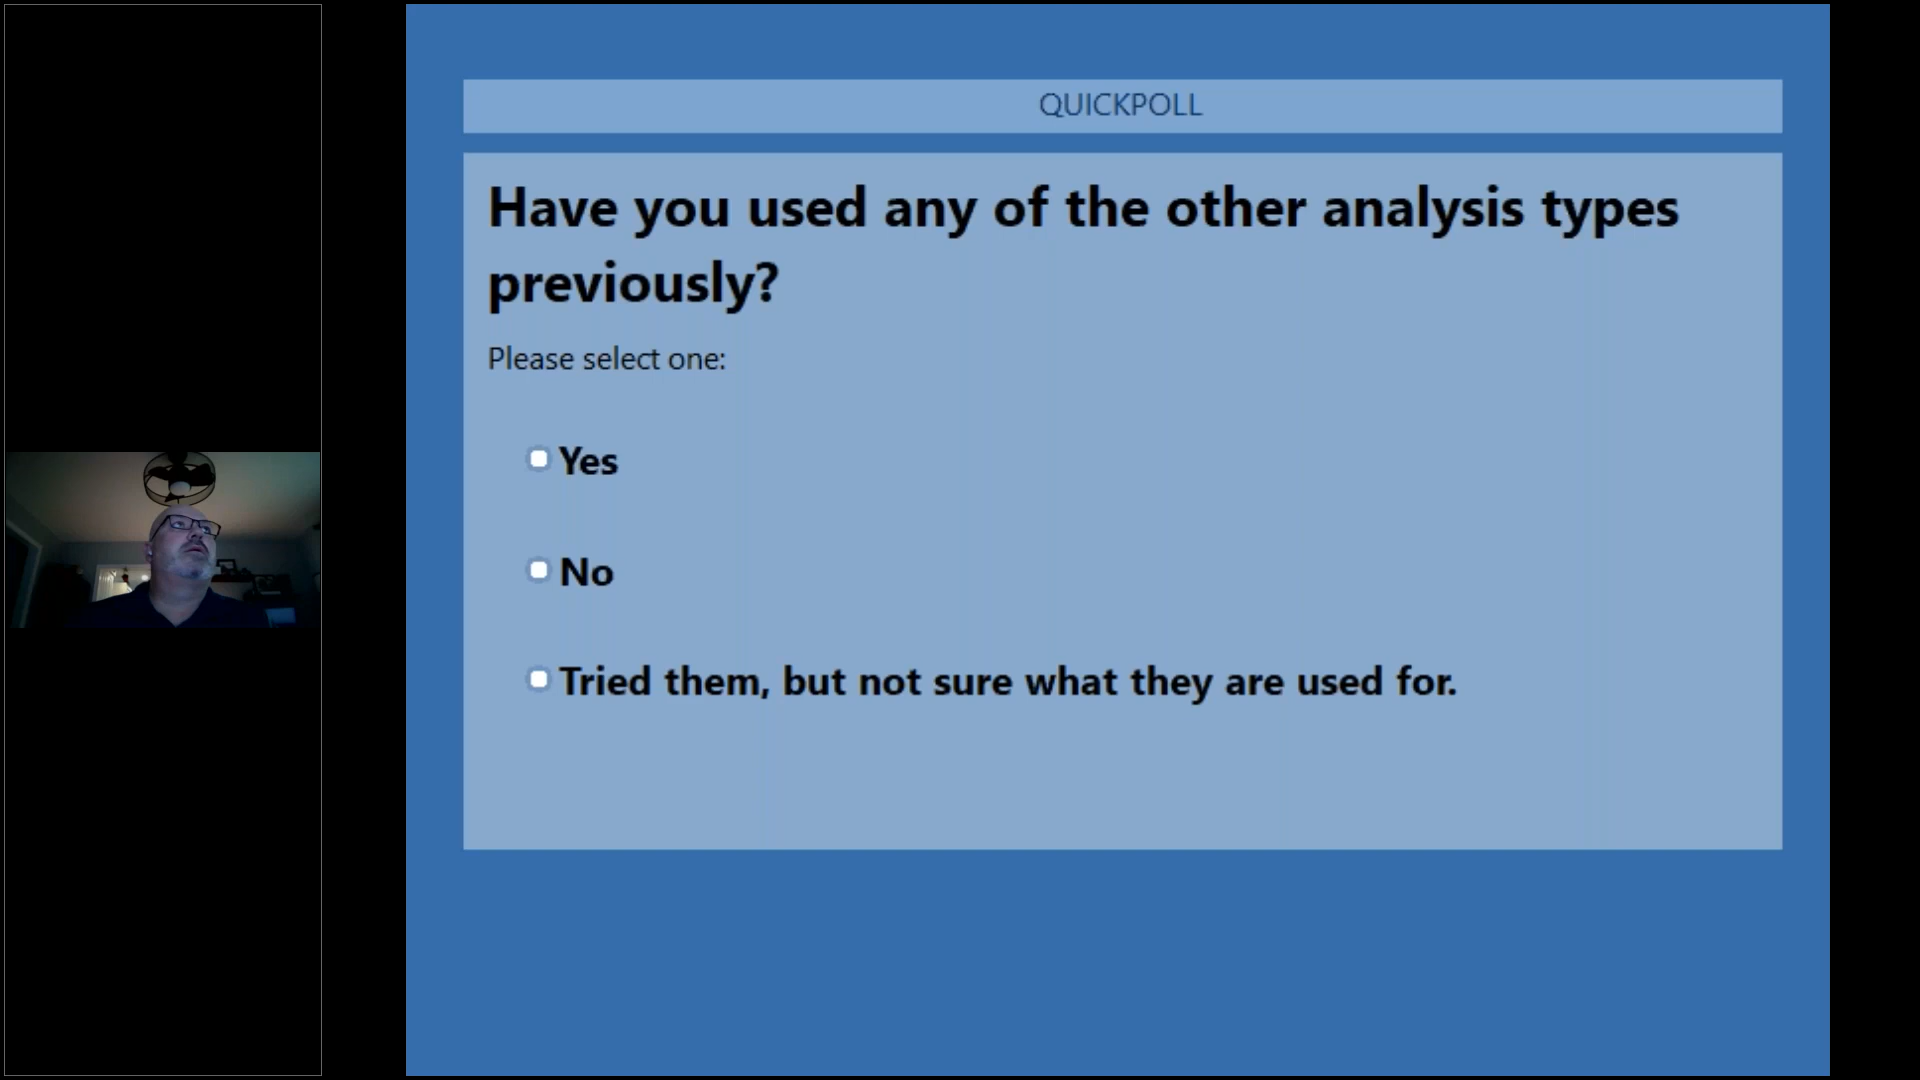 QUICKPOLL
Have you used any of the other analysis types
previously?
Please select one:
Yes
No
Tried them, but not sure what they are used for.